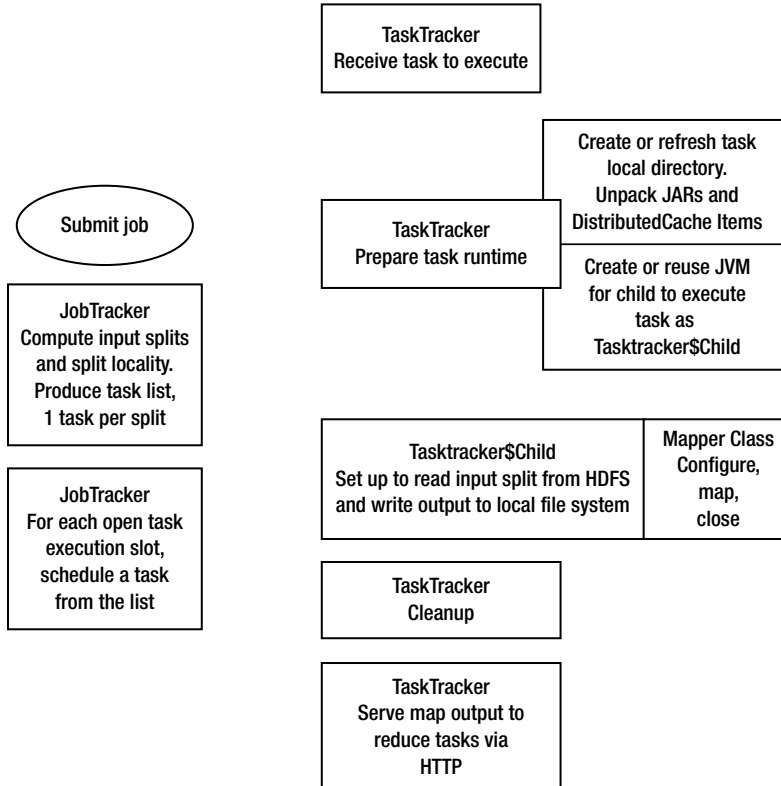 Submit job
JobTracker
Compute input splits
and split locality.
Produce task list,
1 task per split
JobTracker
For each open task
execution slot,
schedule a task
from the list
TaskTracker
Receive task to execute
TaskTracker
Prepare task runtime
Create or refresh task
local directory.
Unpack JARs and
DistributedCache Items
Create or reuse JVM
for child to execute
task as
Tasktracker$Child
Tasktracker$Child
Set up to read input split from HDFS
and write output to local file system
Mapper Class
Configure,
map,
close
TaskTracker
Cleanup
TaskTracker
Serve map output to
reduce tasks via
HTTP